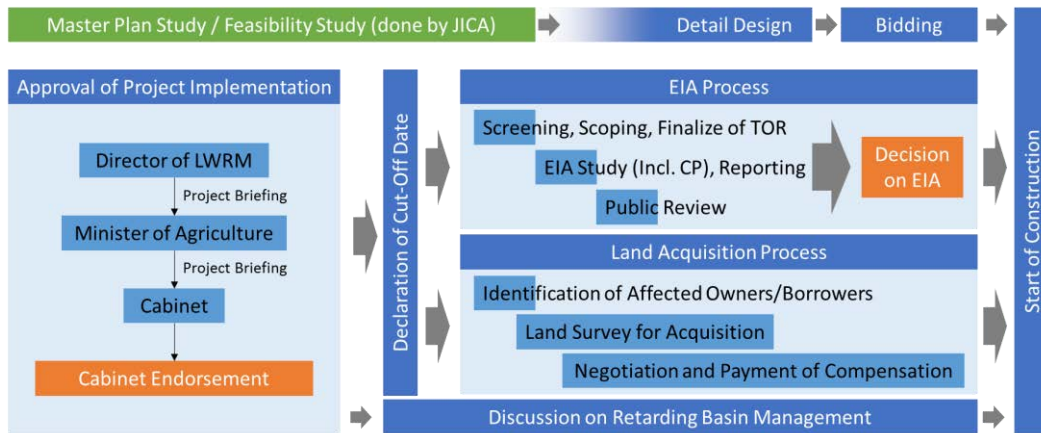 Master Plan Study / Feasibility Study (done by JICA)
Detail Design
Bidding
Approval of Project Implementation
Director of LWRM
Project Briefing
Minister of Agriculture
Project Briefing
Cabinet
Cabinet Endorsement
Declaration of Cut-Off Date
EIA Process
Screening, Scoping, Finalize of TOR
EIA Study (Incl. CP), Reporting
Public Review
Decision
on EIA
Land Acquisition Process
Identification of Affected Owners/Borrowers
Land Survey for Acquisition
Negotiation and Payment of Compensation
Discussion on Retarding Basin Management
Start of Construction